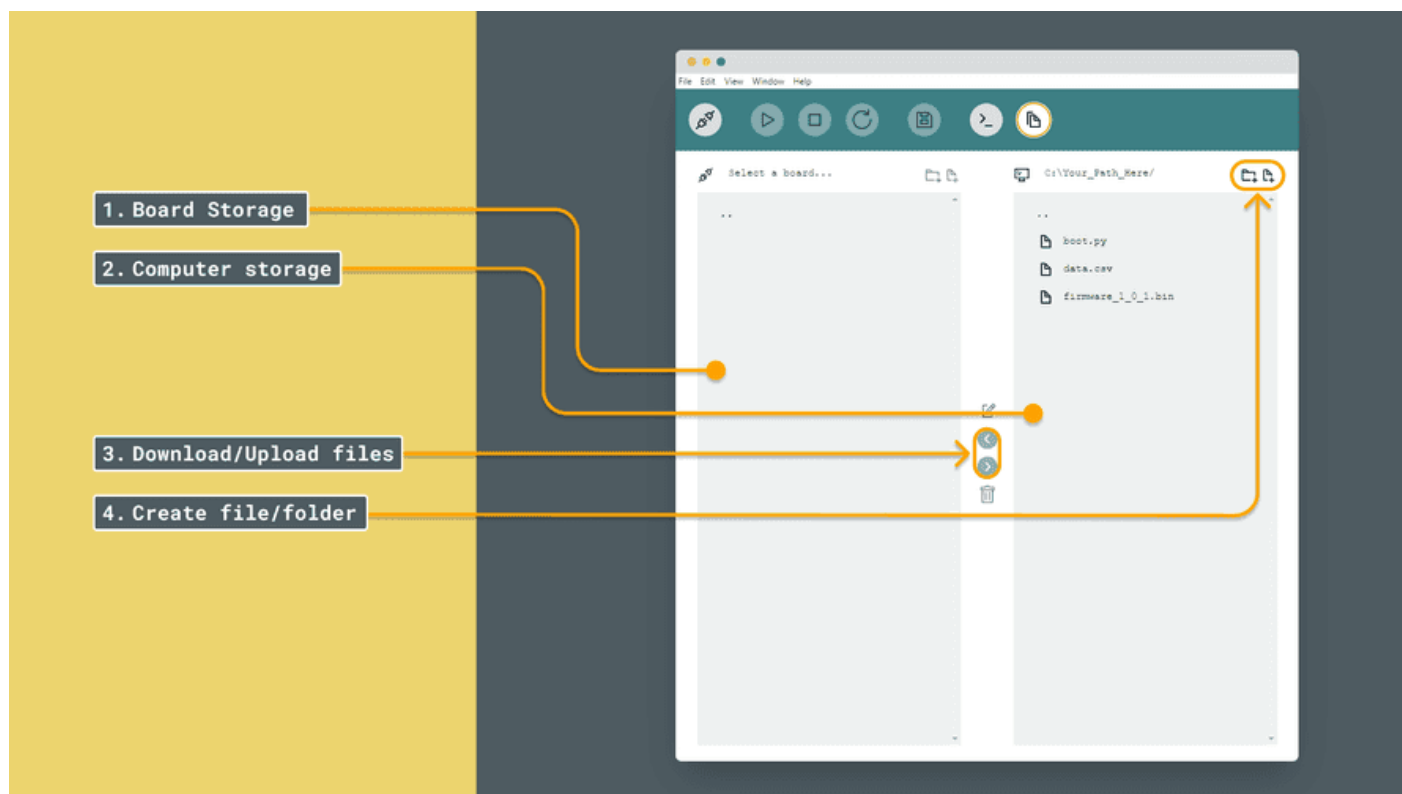 File Edit View Window Help
Select a board...
C:\Your_Path_Here/
1. Board Storage
2. Computer storage
3. Download/Upload files
4. Create file/folder
..
..
boot.py
data.csv
firmware_1_0_1.bin